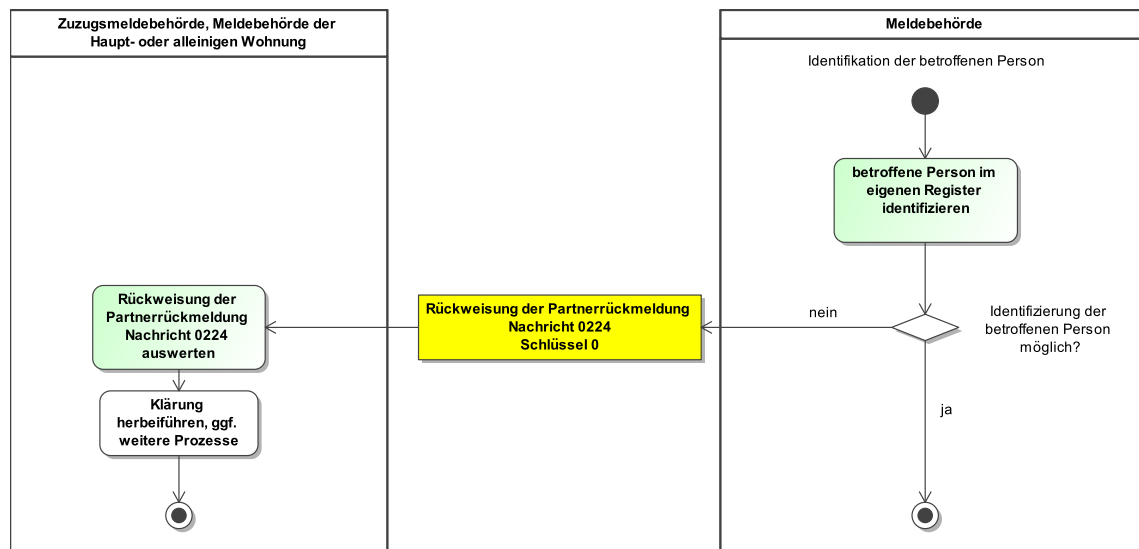 Zuzugsmeldebehörde, Meldebehörde der
Haupt- oder alleinigen Wohnung
Meldebehörde
Identifikation der betroffenen Person
betroffene Person im
eigenen Register
identifizieren
Identifizierung der
betroffenen Person
möglich?
nein
ja
Rückweisung der Partnerrückmeldung
Nachricht 0224
Schlüssel 0
Rückweisung der
Partnerrückmeldung
Nachricht 0224
auswerten
Klärung
herbeiführen, ggf.
weitere Prozesse